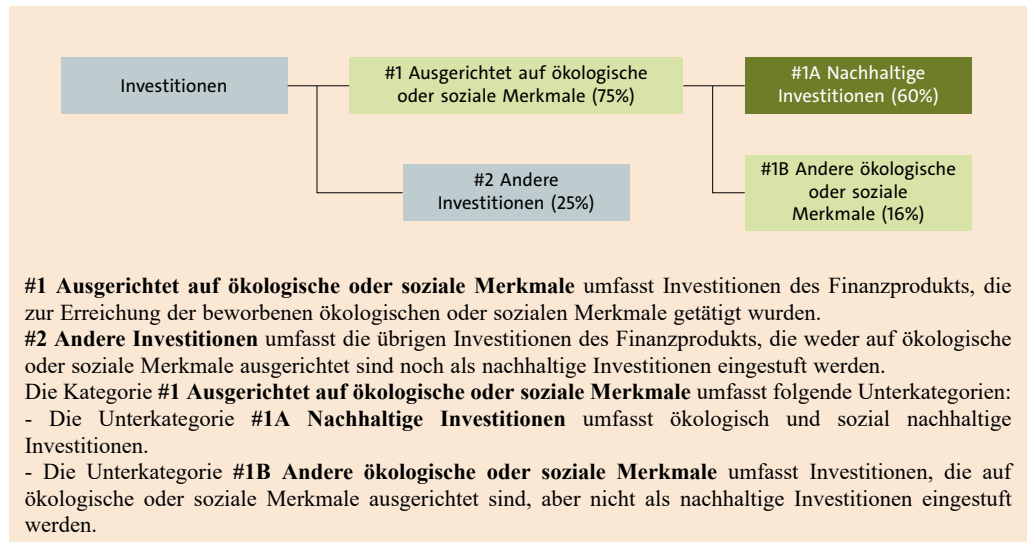 Investitionen
#1 Ausgerichtet auf ökologische
oder soziale Merkmale (75%)
#1A Nachhaltige
Investitionen (60%)
#2 Andere
Investitionen (25%)
#1B Andere ökologische
oder soziale
Merkmale (16%)
#1 Ausgerichtet auf ökologische oder soziale Merkmale umfasst Investitionen des Finanzprodukts, die
zur Erreichung der beworbenen ökologischen oder sozialen Merkmale getätigt wurden.
#2 Andere Investitionen umfasst die übrigen Investitionen des Finanzprodukts, die weder auf ökologische
oder soziale Merkmale ausgerichtet sind noch als nachhaltige Investitionen eingestuft werden.
Die Kategorie #1 Ausgerichtet auf ökologische oder soziale Merkmale umfasst folgende Unterkategorien:
- Die Unterkategorie #1A Nachhaltige Investitionen umfasst ökologisch und sozial nachhaltige
Investitionen.
- Die Unterkategorie #1B Andere ökologische oder soziale Merkmale umfasst Investitionen, die auf
ökologische oder soziale Merkmale ausgerichtet sind, aber nicht als nachhaltige Investitionen eingestuft
werden.